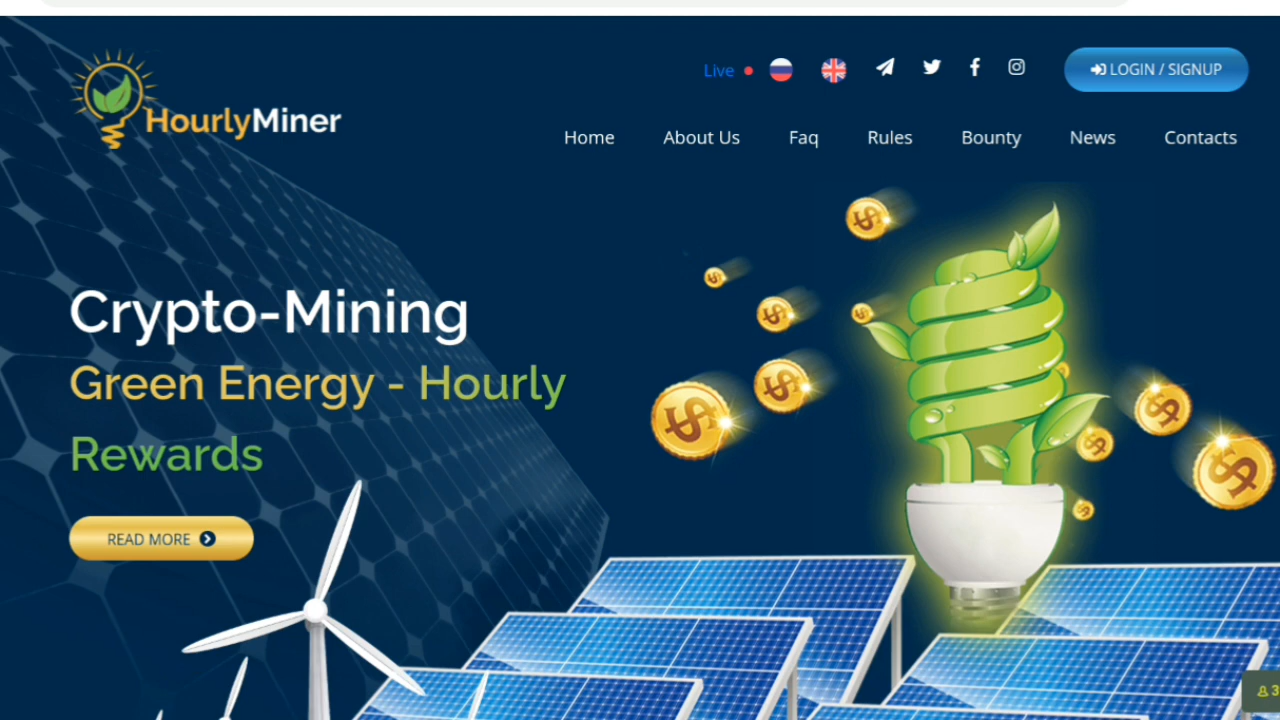 Live
LOGIN / SIGNUP
HourlyMiner
Home About Us Faq Rules Bounty News Contacts
Crypto-Mining
Green Energy - Hourly
Rewards
READ MORE
3